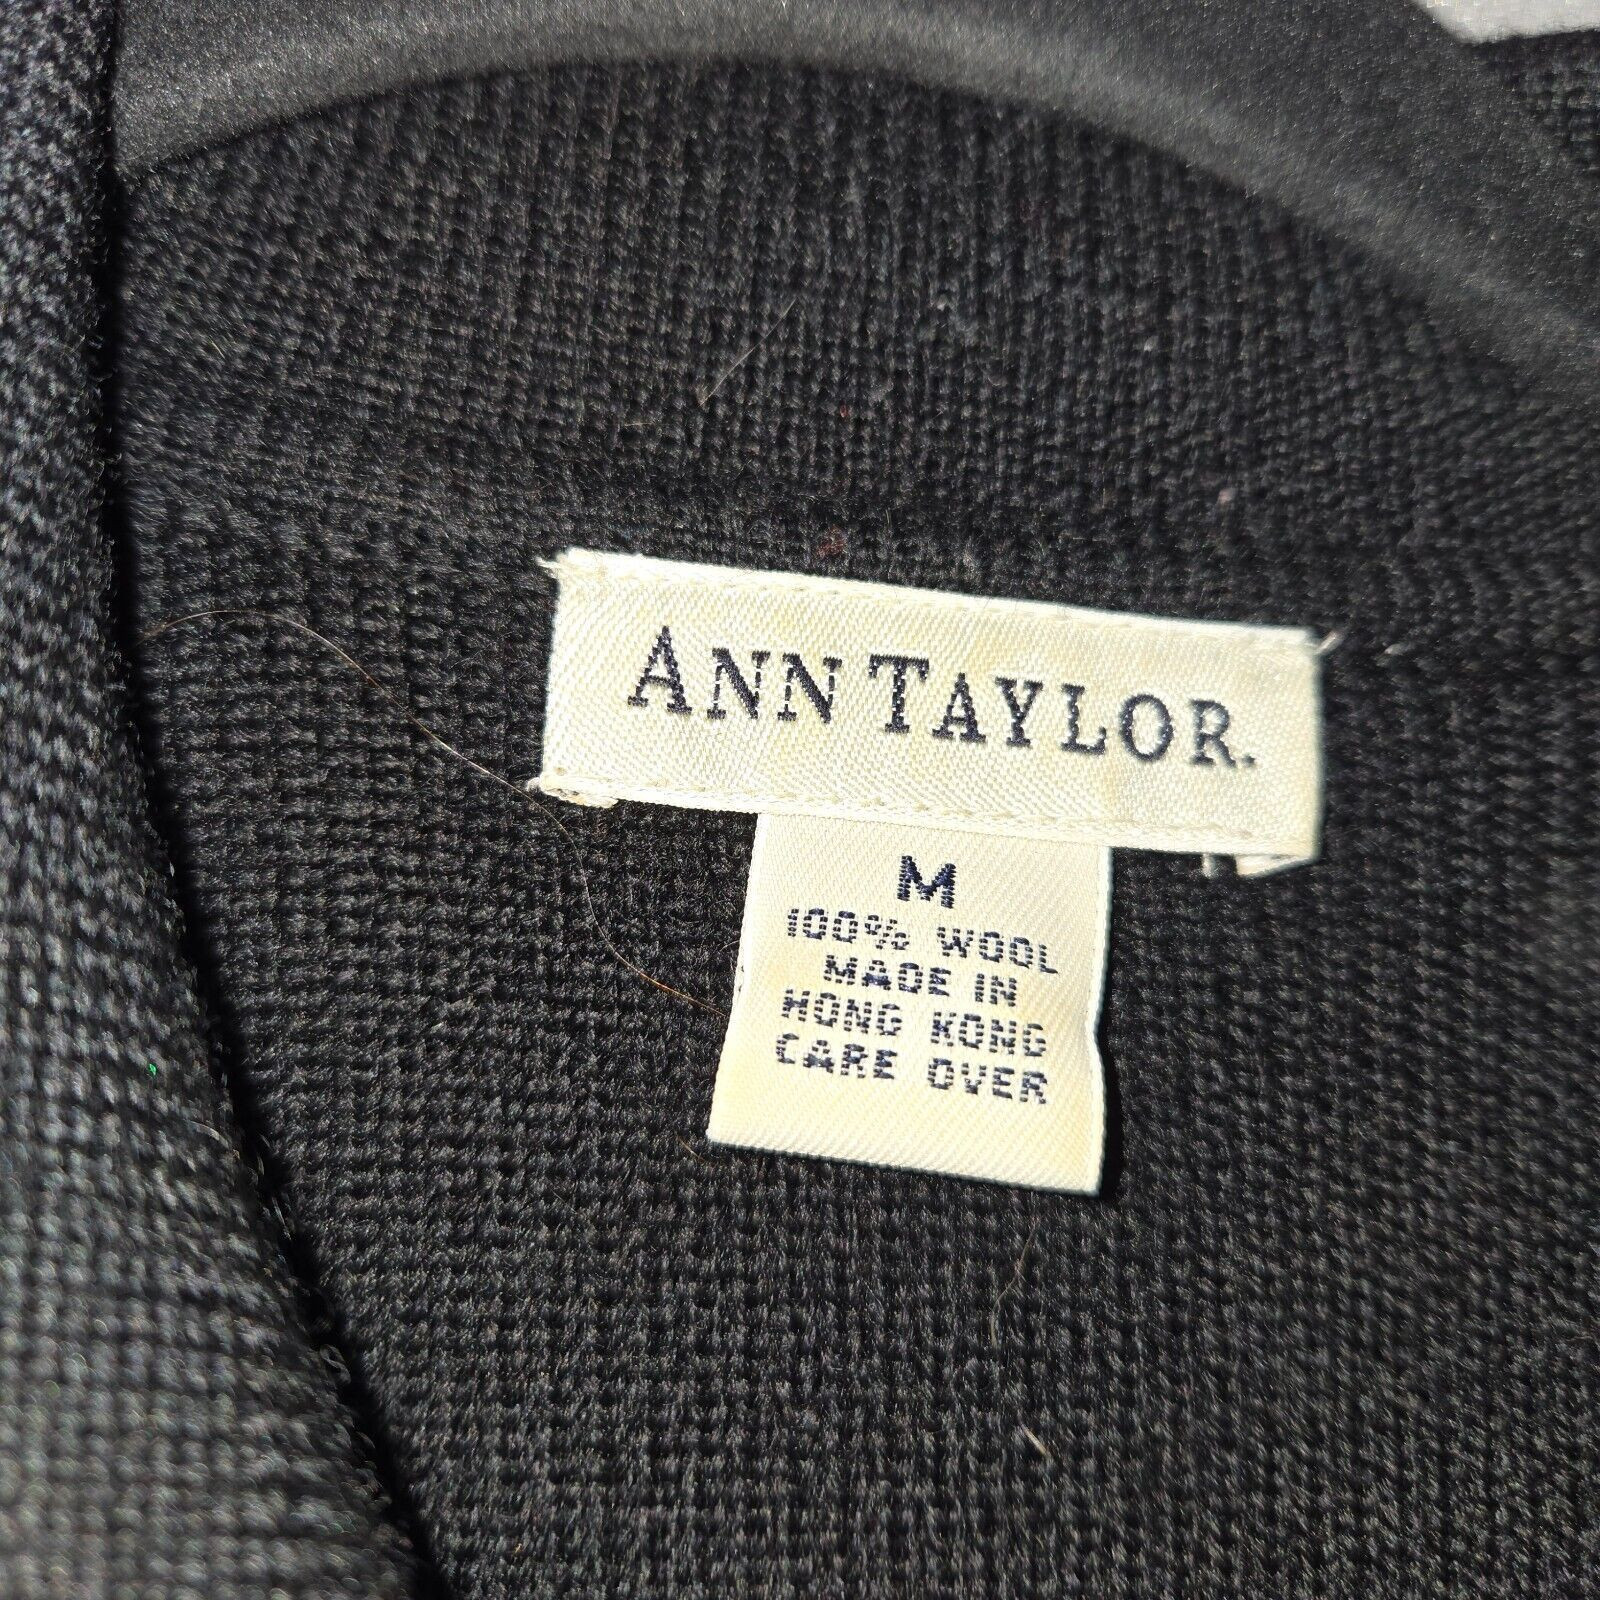 ANN TAYLOR.
M
100% WOOL
MADE IN
HONG KONG
CARE OVER